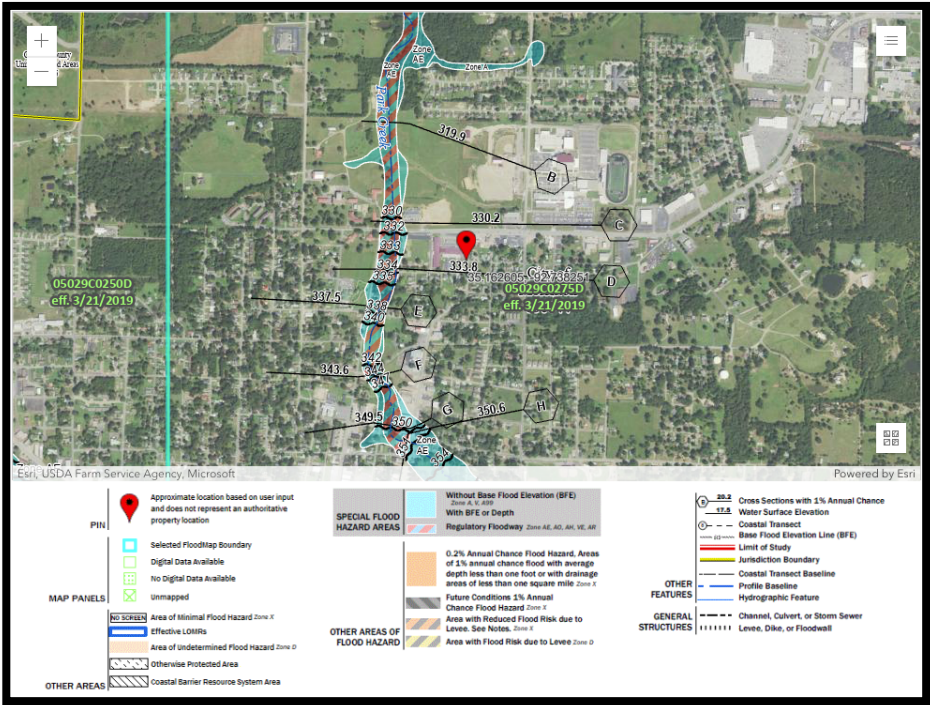 +
−
Zone
AE
Zone A
Zone
AE
Park Creek
319.9
B
330
330.2
C
332
333
334
333.8
335
35.162605, -92.738251
D
05029C0250D
eff. 3/21/2019
05029C0275D
eff. 3/21/2019
337.5
338
E
340
342
343.6
344
F
347
349.5
350
G
350.6
H
Zone
AE
351
354
Esri, USDA Farm Service Agency, Microsoft
Powered by Esri
PIN
Approximate location based on user input
and does not represent an authoritative
property location
MAP PANELS
Selected FloodMap Boundary
Digital Data Available
No Digital Data Available
Unmapped
OTHER AREAS
NO SCREEN Area of Minimal Flood Hazard Zone X
Effective LOMRs
Area of Undetermined Flood Hazard Zone D
Otherwise Protected Area
Coastal Barrier Resource System Area
SPECIAL FLOOD
HAZARD AREAS
Without Base Flood Elevation (BFE)
Zone A, V, A99
With BFE or Depth
Regulatory Floodway Zone AE, AO, AH, VE, AR
OTHER AREAS OF
FLOOD HAZARD
0.2% Annual Chance Flood Hazard, Areas
of 1% annual chance flood with average
depth less than one foot or with drainage
areas of less than one square mile Zone X
Future Conditions 1% Annual
Chance Flood Hazard Zone X
Area with Reduced Flood Risk due to
Levee. See Notes. Zone X
Area with Flood Risk due to Levee Zone D
OTHER
FEATURES
20.2
Cross Sections with 1% Annual Chance
17.5 Water Surface Elevation
Coastal Transect
Base Flood Elevation Line (BFE)
Limit of Study
Jurisdiction Boundary
Coastal Transect Baseline
Profile Baseline
Hydrographic Feature
GENERAL
STRUCTURES
Channel, Culvert, or Storm Sewer
Levee, Dike, or Floodwall